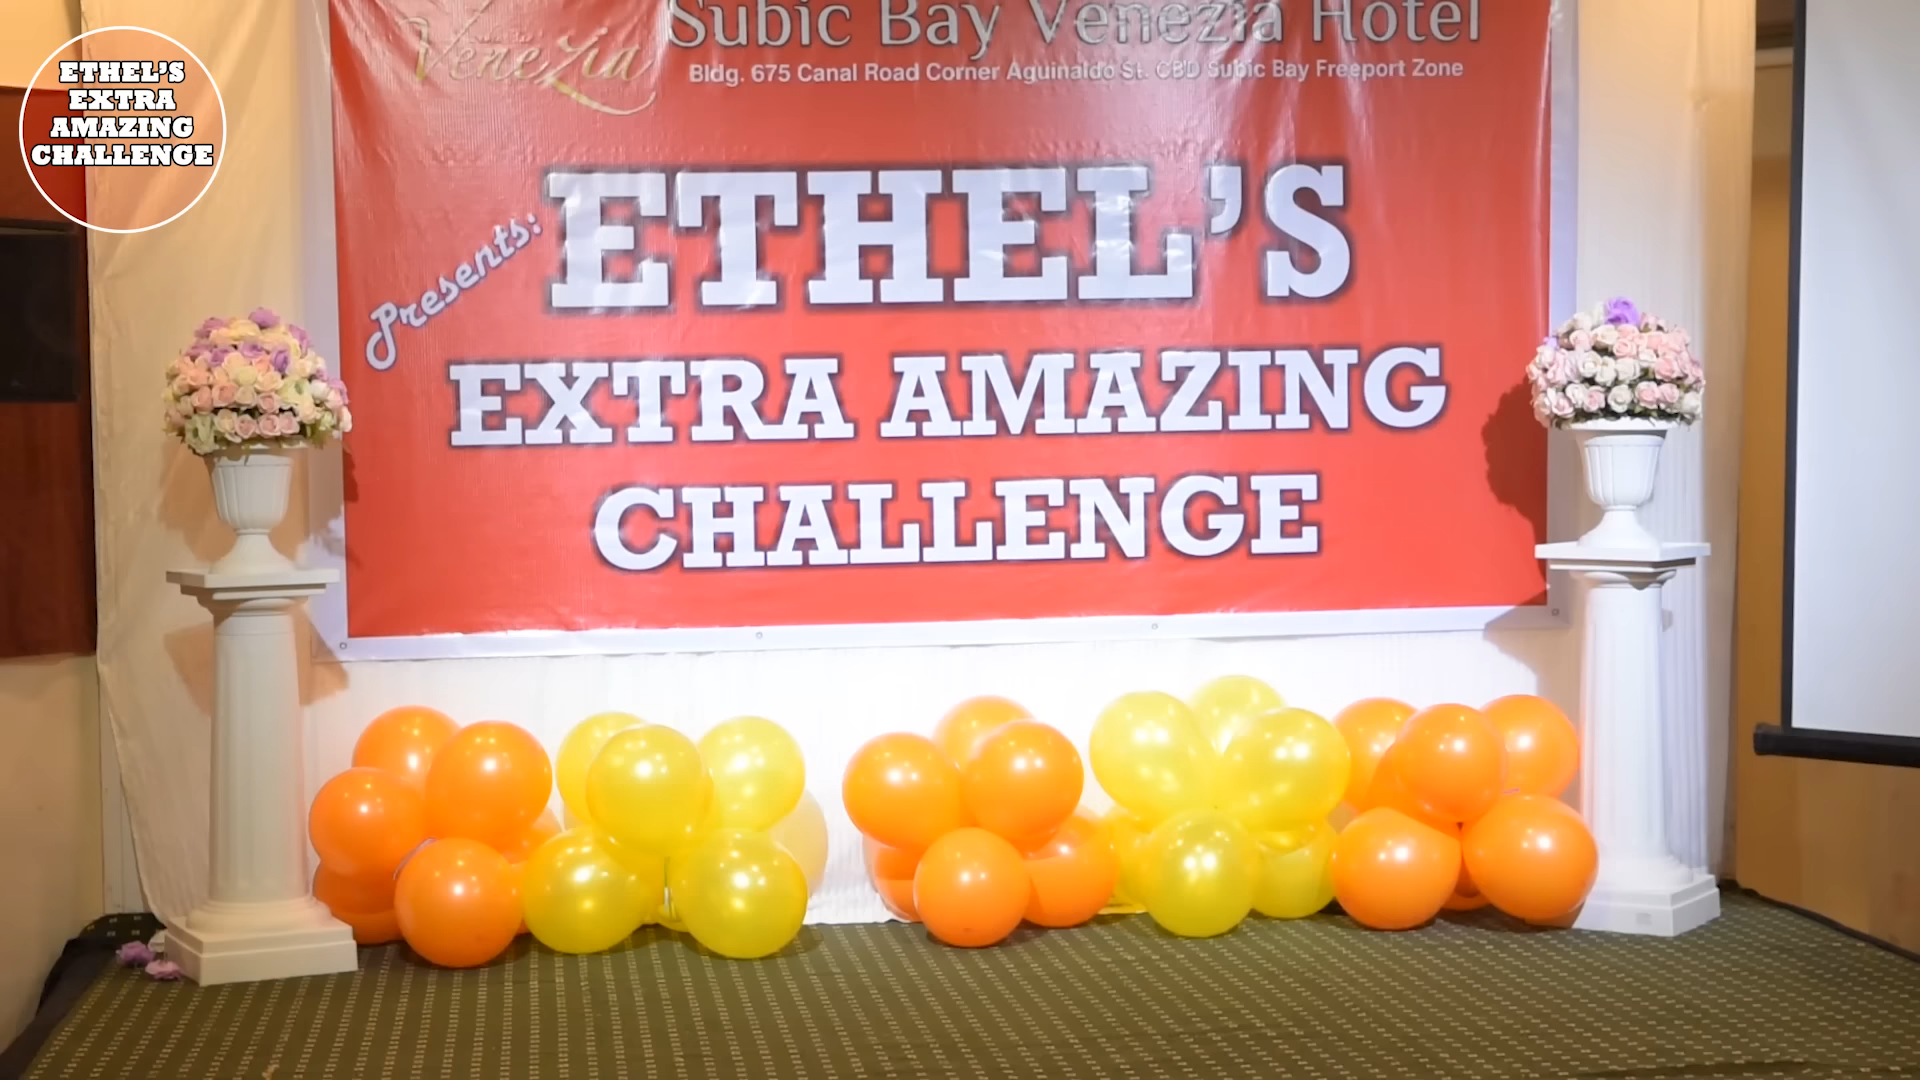 ETHEL'S
EXTRA
AMAZING
CHALLENGE
Venezia
Subic Bay Venezia Hotel
Bldg. 675 Canal Road Corner Aguinaldo St. CBD Subic Bay Freeport Zone
Presents:
ETHEL'S
EXTRA AMAZING
CHALLENGE